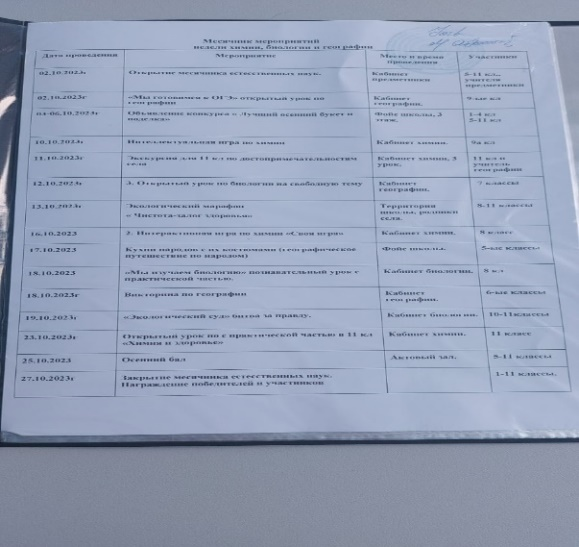 Месячник мероприятий
недели химии, биологии и географии
Дата проведения Мероприятие Место и время проведения Участники
02.10.2023г Открытие месячника естественных наук. Кабинет предметники 5-11 кл., учителя предметники
02.10.2023г «Мы готовимся к ОГЭ» открытый урок по географии Кабинет географии. 9-ые кл
04-06.10.2023г Объявление конкурса « Лучший осенний букет и поделка» Фойе школы, 3 этаж. 1-4 кл 5-11 кл
10.10.2023г Интеллектуальная игра по химии Кабинет химии. 9а кл
11.10.2023г Экскурсия для 11 кл по достопримечательностям села Кабинет химии, 3 урок. 11 кл и учитель географии
12.10.2023г 3. Открытый урок по биологии на свободную тему Кабинет географии. 7 классы
13.10.2023г Экологический марафон « Чистота-залог здоровья» Территория школы, родники села. 8-11 классы
16.10.2023 2. Интерактивная игра по химии «Своя игра» Кабинет химии. 8 класс
17.10.2023 Кухни народов с их костюмами (географическое путешествие по народом) Фойе школы. 5-ые классы
18.10.2023 «Мы изучаем биологию» познавательный урок с практической частью. Кабинет биологии. 8 кл
18.10.2023г Викторина по географии Кабинет географии. 6-ые классы
19.10.2023г «Экологический суд» битва за правду. Кабинет биологии. 10-11классы
23.10.2023 Открытый урок по с практической частью в 11 кл «Химия и здоровье» Кабинет химии. 11 класс
25.10.2023 Осенний бал Актовый зал. 5-11 классы
27.10.2023г Закрытие месячника естественных наук. Награждение победителей и участников 1-11 классы.